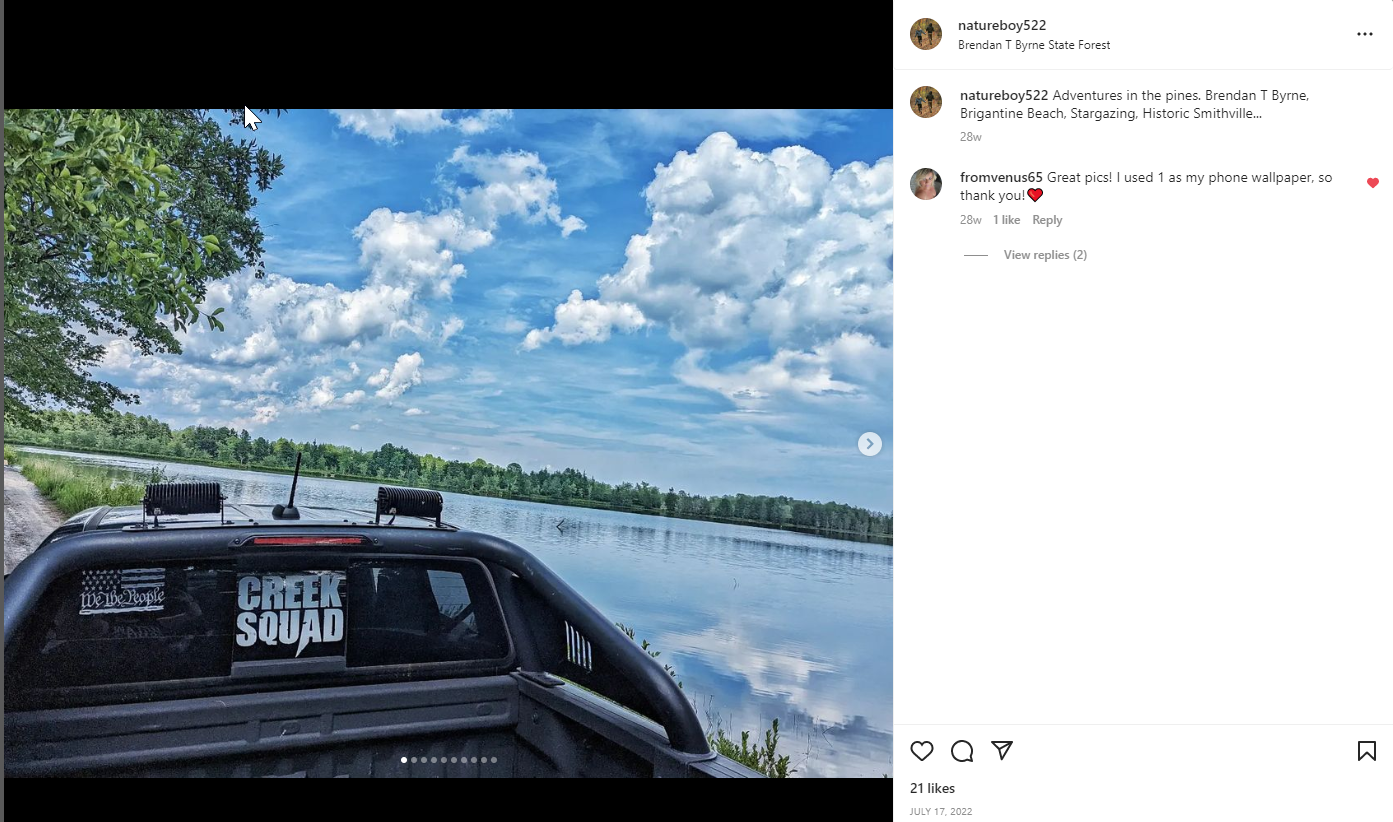 natureboy522
Brendan T Byrne State Forest
natureboy522 Adventures in the pines. Brendan T Byrne,
Brigantine Beach, Stargazing, Historic Smithville...
28w
fromvenus65 Great pics! I used 1 as my phone wallpaper, so
thank you!❤️
28w 1 like Reply
View replies (2)
We the People
CREEK
SQUAD
21 likes
JULY 17, 2022